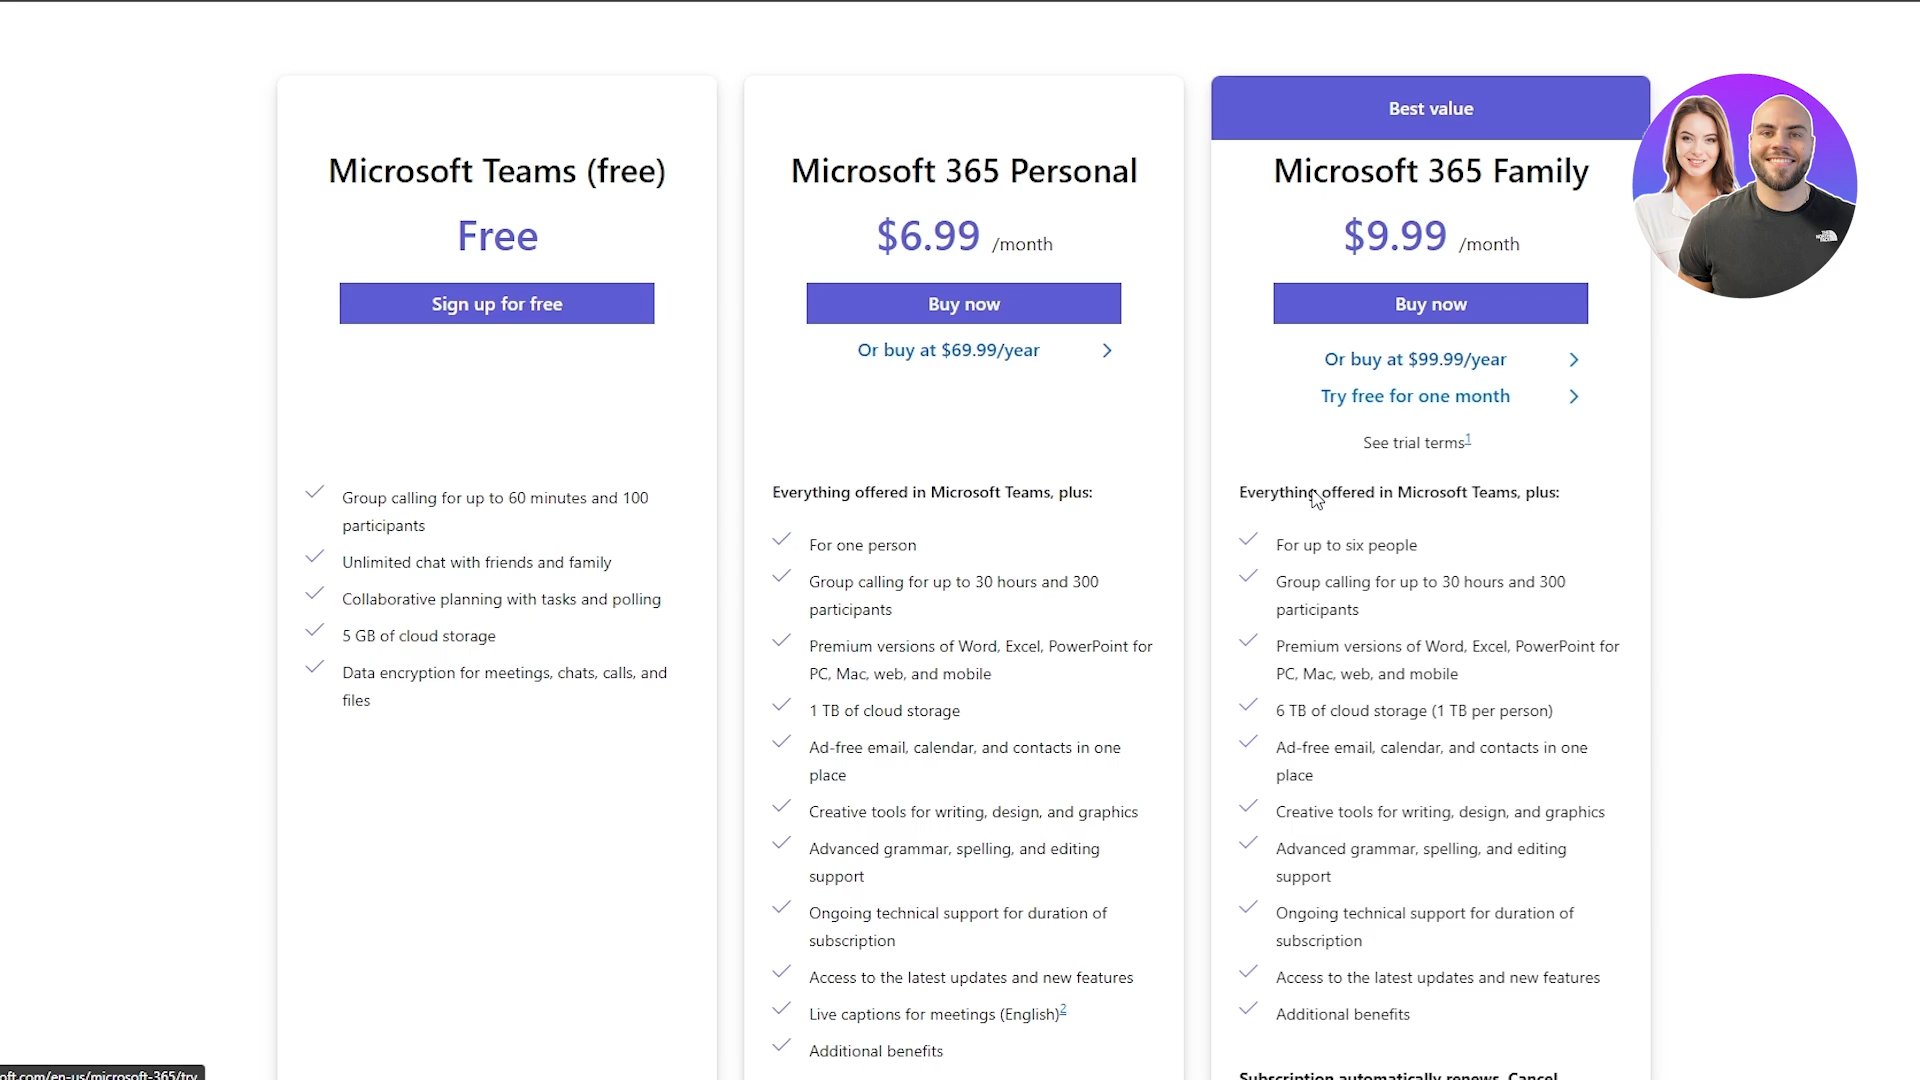 Microsoft Teams (free)
Free
Sign up for free
Group calling for up to 60 minutes and 100
participants
Unlimited chat with friends and family
Collaborative planning with tasks and polling
5 GB of cloud storage
Data encryption for meetings, chats, calls, and
files
Microsoft 365 Personal
$6.99 /month
Buy now
Or buy at $69.99/year
Everything offered in Microsoft Teams, plus:
For one person
Group calling for up to 30 hours and 300
participants
Premium versions of Word, Excel, PowerPoint for
PC, Mac, web, and mobile
1 TB of cloud storage
Ad-free email, calendar, and contacts in one
place
Creative tools for writing, design, and graphics
Advanced grammar, spelling, and editing
support
Ongoing technical support for duration of
subscription
Access to the latest updates and new features
Live captions for meetings (English)2
Additional benefits
Best value
Microsoft 365 Family
$9.99 /month
Buy now
Or buy at $99.99/year
Try free for one month
See trial terms1
Everything offered in Microsoft Teams, plus:
For up to six people
Group calling for up to 30 hours and 300
participants
Premium versions of Word, Excel, PowerPoint for
PC, Mac, web, and mobile
6 TB of cloud storage (1 TB per person)
Ad-free email, calendar, and contacts in one
place
Creative tools for writing, design, and graphics
Advanced grammar, spelling, and editing
support
Ongoing technical support for duration of
subscription
Access to the latest updates and new features
Additional benefits
Subscription automatically renews. Cancel
oft.com/en-us/microsoft-365/try